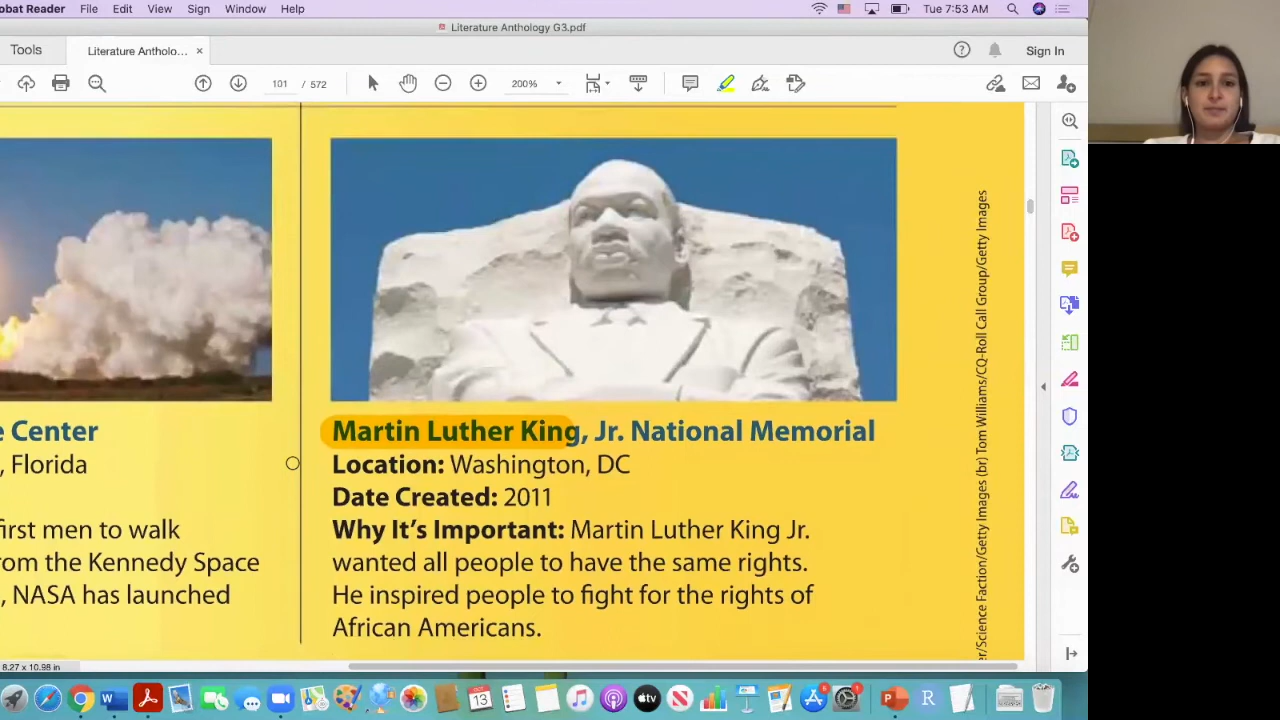 obat Reader File Edit View Sign Window Help Tue 7:53 AM
Literature Anthology G3.pdf
Tools Literature Antholo... × Sign In
101 / 572 200%
e Center
, Florida
first men to walk
rom the Kennedy Space
, NASA has launched
Martin Luther King, Jr. National Memorial
Location: Washington, DC
Date Created: 2011
Why It's Important: Martin Luther King Jr.
wanted all people to have the same rights.
He inspired people to fight for the rights of
African Americans.
er/Science Faction/Getty Images (br) Tom Williams/CQ-Roll Call Group/Getty Images
8.27 x 10.98 in